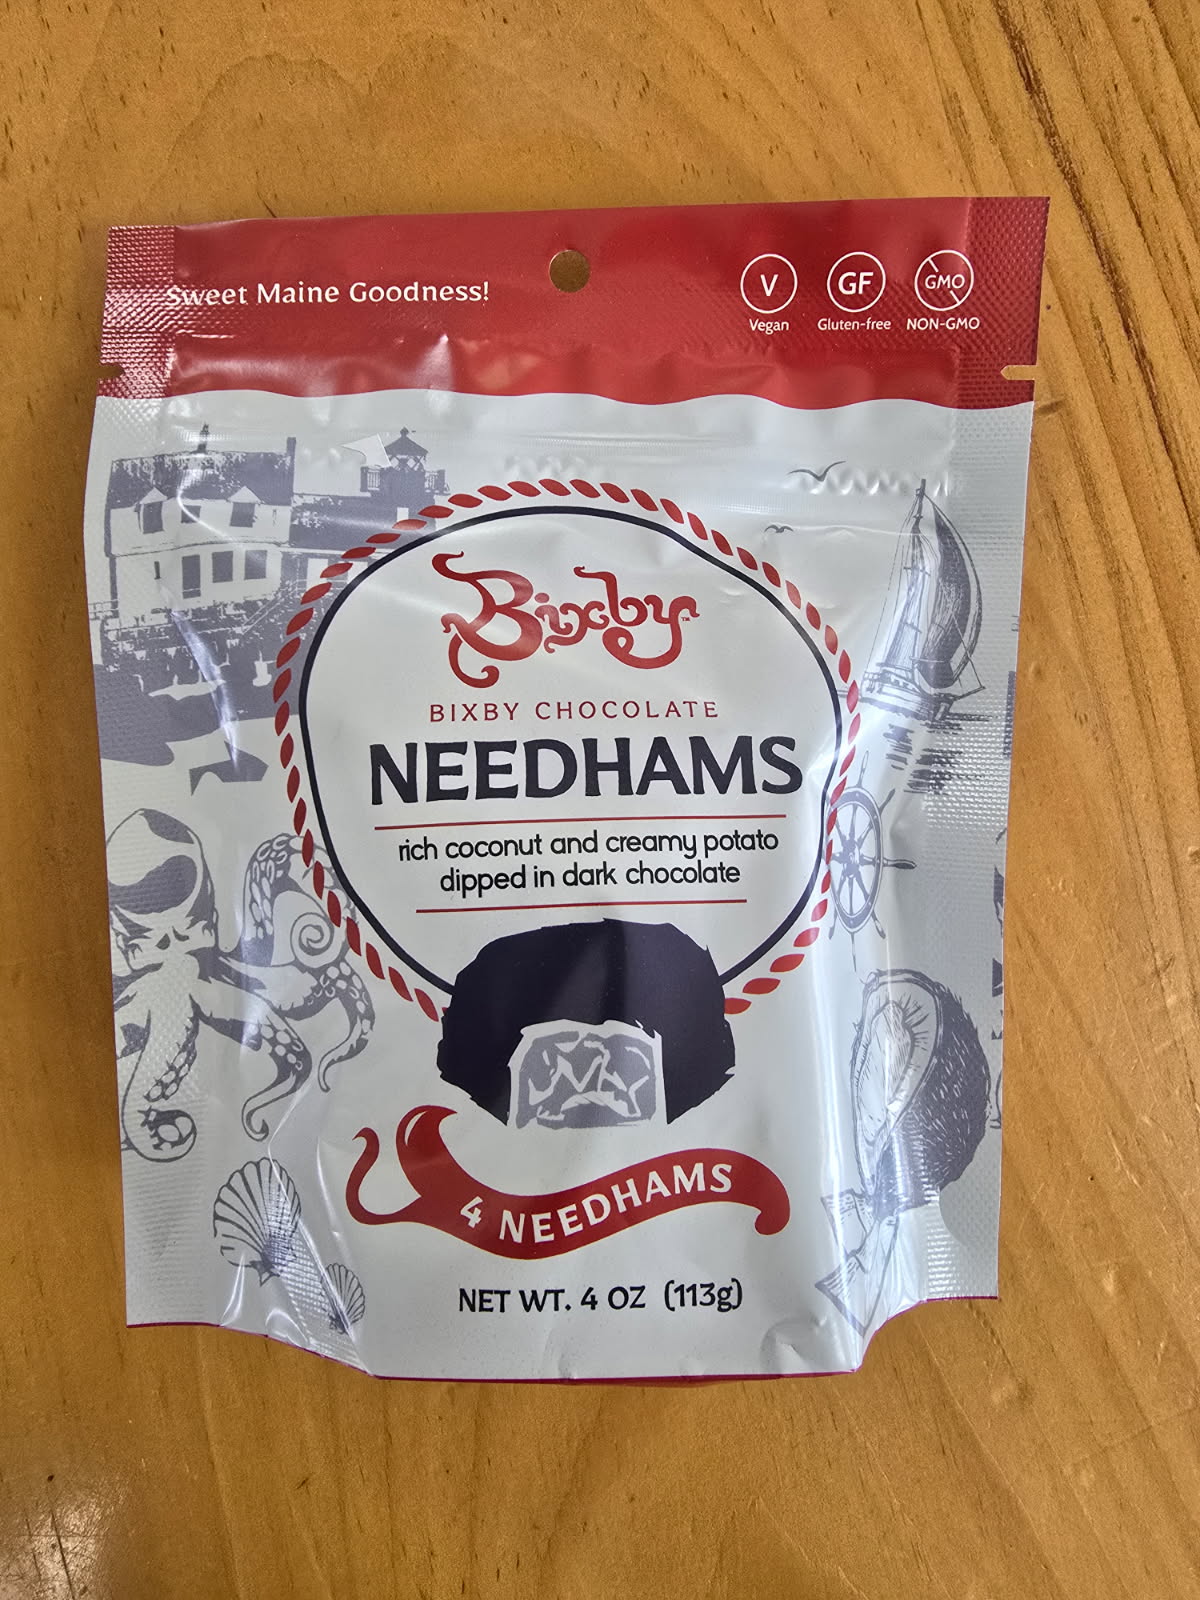 Sweet Maine Goodness!
V
GF
GMO
Vegan
Gluten-free
NON-GMO
Bixby™
BIXBY CHOCOLATE
NEEDHAMS
rich coconut and creamy potato
dipped in dark chocolate
4 NEEDHAMS
NET WT. 4 OZ (113g)